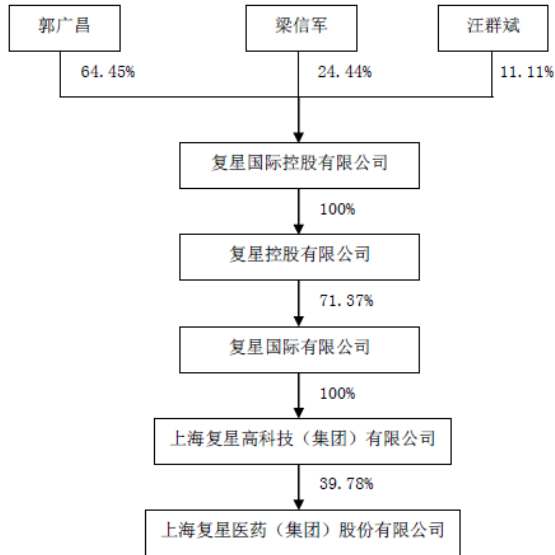 郭广昌
梁信军
汪群斌
64.45%
24.44%
11.11%
复星国际控股有限公司
100%
复星控股有限公司
71.37%
复星国际有限公司
100%
上海复星高科技（集团）有限公司
39.78%
上海复星医药（集团）股份有限公司